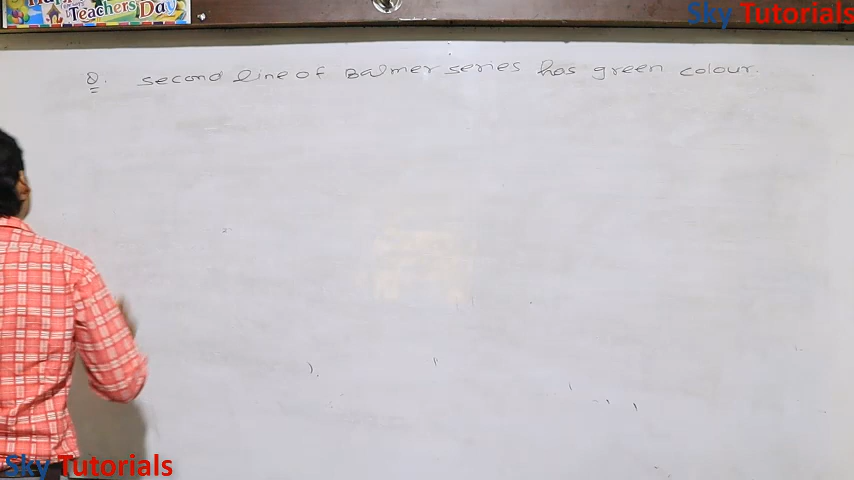 Teachers Day
Sky Tutorials
Q. second line of Balmer series has green colour.
Sky Tutorials